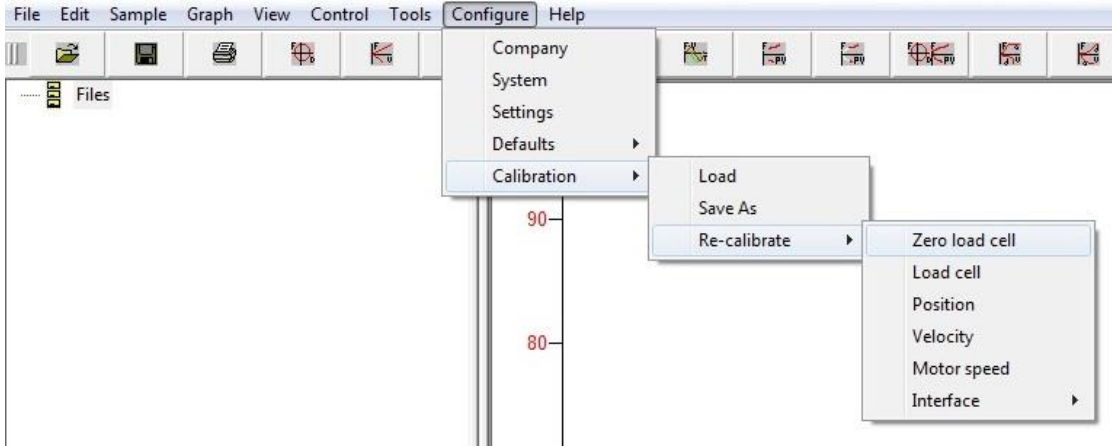 File Edit Sample Graph View Control Tools Configure Help
Files
Company
System
Settings
Defaults
Calibration
Load
Save As
Re-calibrate
Zero load cell
Load cell
Position
Velocity
Motor speed
Interface
90
80